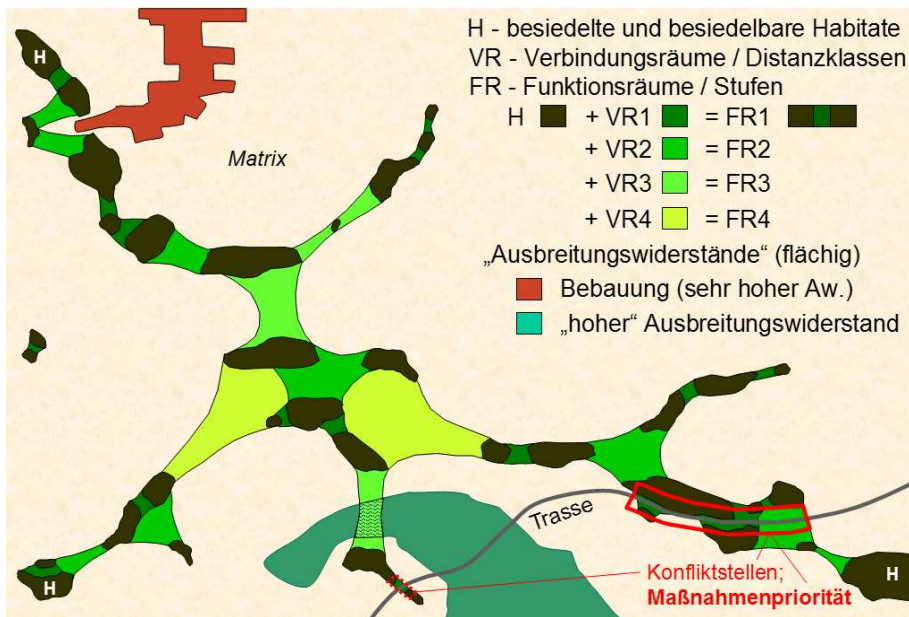 H - besiedelte und besiedelbare Habitate
VR - Verbindungsräume / Distanzklassen
FR - Funktionsräume / Stufen
H + VR1 = FR1
+ VR2 = FR2
+ VR3 = FR3
+ VR4 = FR4
„Ausbreitungswiderstände“ (flächig)
Bebauung (sehr hoher Aw.)
„hoher“ Ausbreitungswiderstand
H
Matrix
Trasse
Konfliktstellen;
Maßnahmenpriorität
H
H